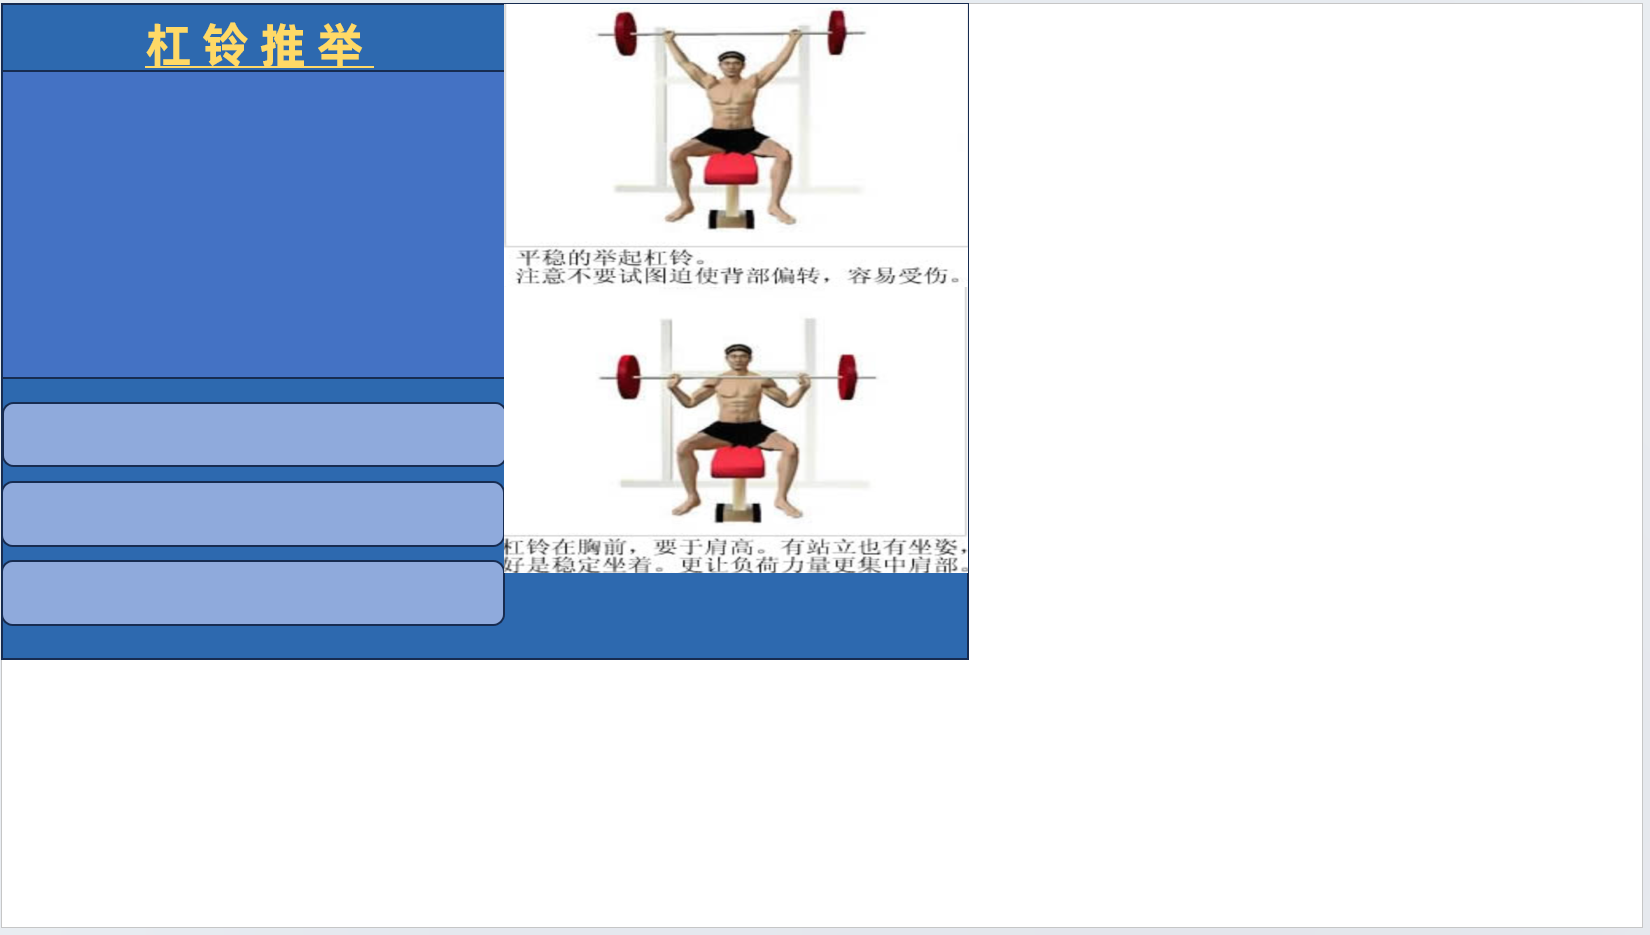 杠铃推举
平稳的举起杠铃。
注意不要试图迫使背部偏转，容易受伤。
杠铃在胸前，要于肩高。有站立也有坐姿，
好是稳定坐着。更让负荷力量更集中肩部。